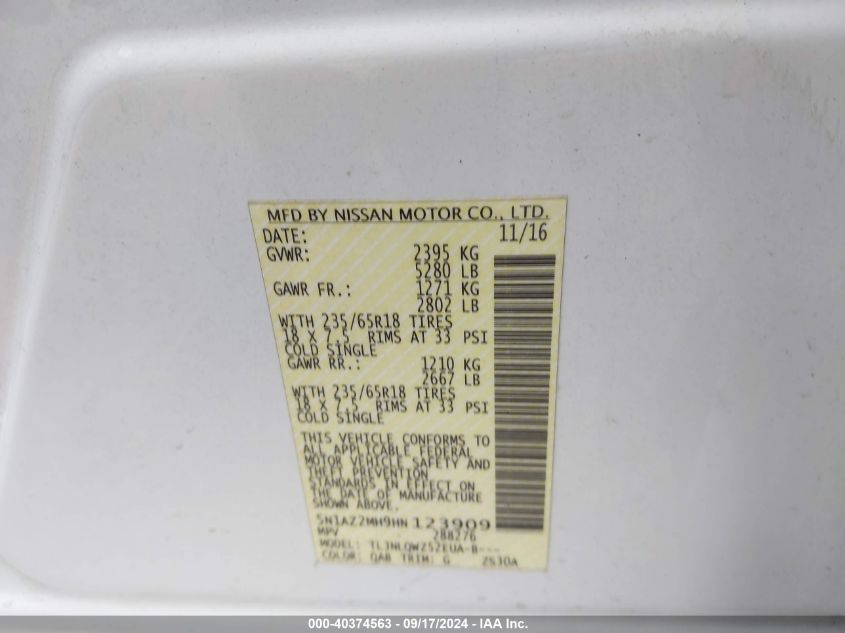 MFD BY NISSAN MOTOR CO., LTD.
DATE: 11/16
GVWR: 2395 KG
5280 LB
GAWR FR.: 1271 KG
2802 LB
WITH 235/65R18 TIRES
18 X 7.5 RIMS AT 33 PSI
COLD SINGLE
GAWR RR.: 1210 KG
2667 LB
WITH 235/65R18 TIRES
18 X 7.5 RIMS AT 33 PSI
COLD SINGLE
THIS VEHICLE CONFORMS TO
ALL APPLICABLE FEDERAL
MOTOR VEHICLE SAFETY AND
THEFT PREVENTION
STANDARDS IN EFFECT ON
THE DATE OF MANUFACTURE
SHOWN ABOVE.
5N1AZ2MH9HN123909
MPV 288276
MODEL: TLJNLQWZ52EUA-B---
COLOR: QAB TRIM: G 2S30A
000-40374563 - 09/17/2024 - IAA Inc.